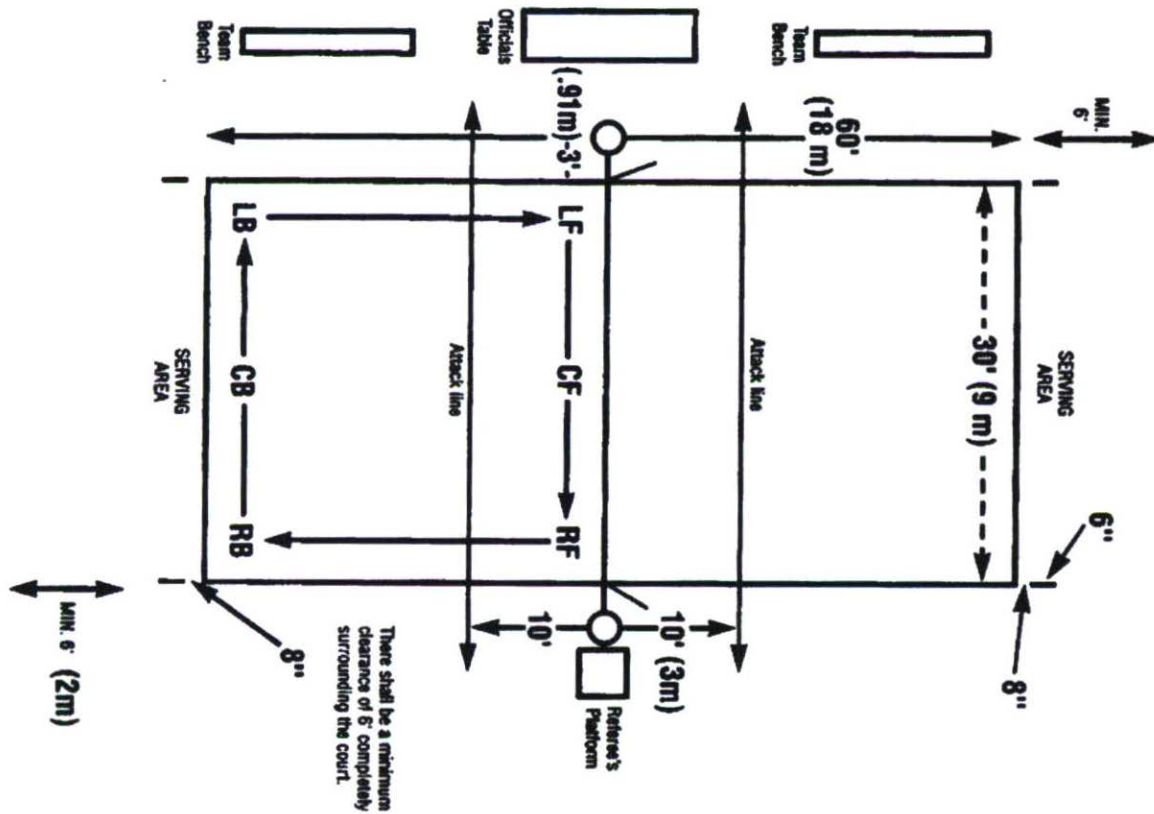 Team
Bench
Officials
Table
Team
Bench
MIN.
6'
60'
(18 m)
(.91m)-3'-
LB
LF
SERVING
AREA
CB
Attack line
CF
Attack line
30' (9 m)
SERVING
AREA
RB
RF
6"
8"
MIN. 6' (2m)
8"
10'
10' (3m)
Referee's
Platform
There shall be a minimum
clearance of 6' completely
surrounding the court.